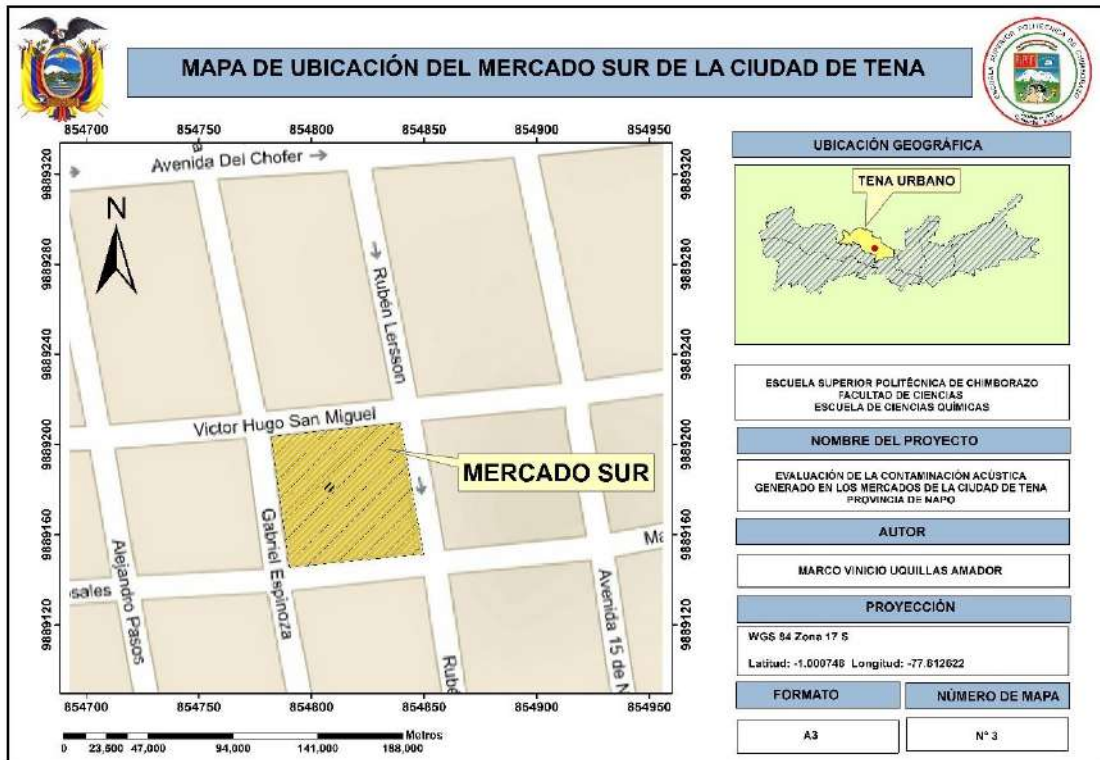 MAPA DE UBICACIÓN DEL MERCADO SUR DE LA CIUDAD DE TENA
ESCUELA SUPERIOR POLITÉCNICA DE CHIMBORAZO
854700 854750 854800 854850 854900 854950
9889320
9889280
9889240
9889200
9889160
9889120
9889320
9889280
9889240
9889200
9889160
9889120
Avenida Del Chofer
N
Rubén Lersson
Victor Hugo San Miguel
MERCADO SUR
Gabriel Espinoza
Alejandro Pasos
osales
Ma
Avenida 15 de N
Rubé
854700 854750 854800 854850 854900 854950
Metros
0 23,500 47,000 94,000 141,000 188,000
UBICACIÓN GEOGRÁFICA
TENA URBANO
ESCUELA SUPERIOR POLITÉCNICA DE CHIMBORAZO
FACULTAD DE CIENCIAS
ESCUELA DE CIENCIAS QUÍMICAS
NOMBRE DEL PROYECTO
EVALUACIÓN DE LA CONTAMINACIÓN ACÚSTICA
GENERADO EN LOS MERCADOS DE LA CIUDAD DE TENA
PROVINCIA DE NAPO
AUTOR
MARCO VINICIO UQUILLAS AMADOR
PROYECCIÓN
WGS 84 Zona 17 S
Latitud: -1.000748 Longitud: -77.812622
FORMATO
NÚMERO DE MAPA
A3
N° 3